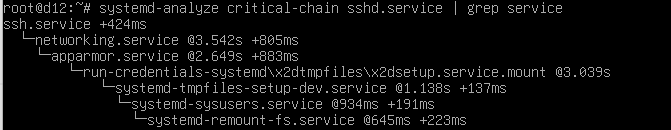 root@d12:~# systemd-analyze critical-chain sshd.service | grep service
ssh.service +424ms
└─networking.service @3.542s +805ms
└─apparmor.service @2.649s +883ms
└─run-credentials-systemd\x2dtmpfiles\x2dsetup.service.mount @3.039s
└─systemd-tmpfiles-setup-dev.service @1.138s +137ms
└─systemd-sysusers.service @934ms +191ms
└─systemd-remount-fs.service @645ms +223ms